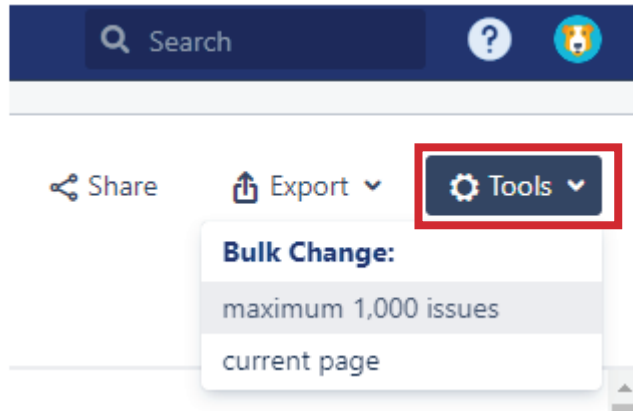 Search
?
Share Export Tools
Bulk Change:
maximum 1,000 issues
current page